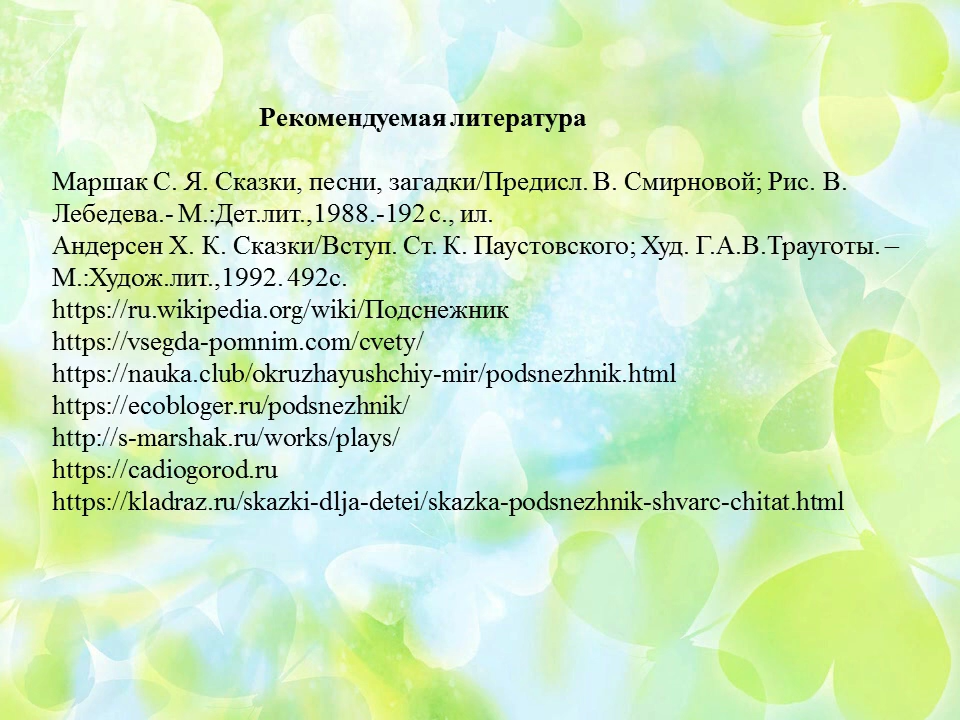 Рекомендуемая литература
Маршак С. Я. Сказки, песни, загадки/Предисл. В. Смирновой; Рис. В.
Лебедева.- М.:Дет.лит.,1988.-192 с., ил.
Андерсен Х. К. Сказки/Вступ. Ст. К. Паустовского; Худ. Г.А.В.Трауготы. –
М.:Худож.лит.,1992. 492с.
https://ru.wikipedia.org/wiki/Подснежник
https://vsegda-pomnim.com/cvety/
https://nauka.club/okruzhayushchiy-mir/podsnezhnik.html
https://ecobloger.ru/podsnezhnik/
http://s-marshak.ru/works/plays/
https://cadiogorod.ru
https://kladraz.ru/skazki-dlja-detei/skazka-podsnezhnik-shvarc-chitat.html